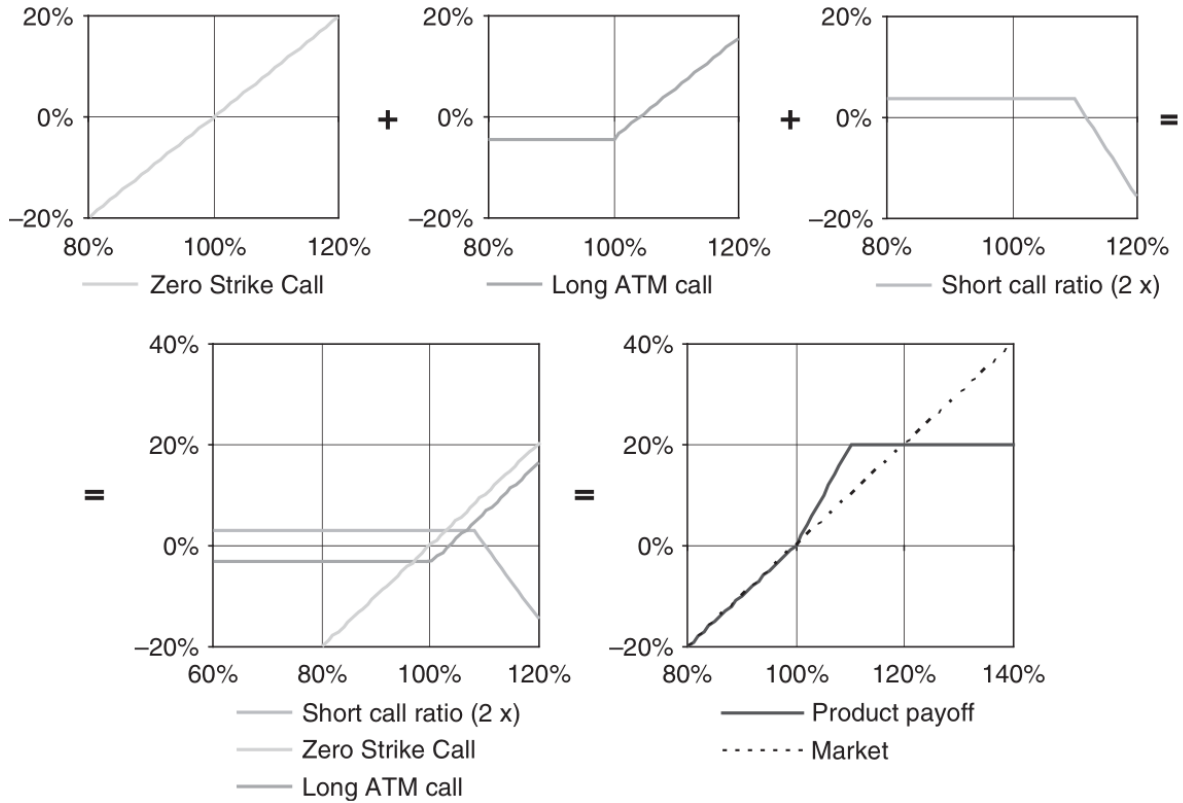 20% 20% 20%
0% + 0% + 0% =
–20% –20% –20%
80% 100% 120% 80% 100% 120% 80% 100% 120%
Zero Strike Call Long ATM call Short call ratio (2 x)
40% 40%
20% 20%
= 0% = 0%
–20% –20%
60% 80% 100% 120% 80% 100% 120% 140%
Short call ratio (2 x) Product payoff
Zero Strike Call Market
Long ATM call